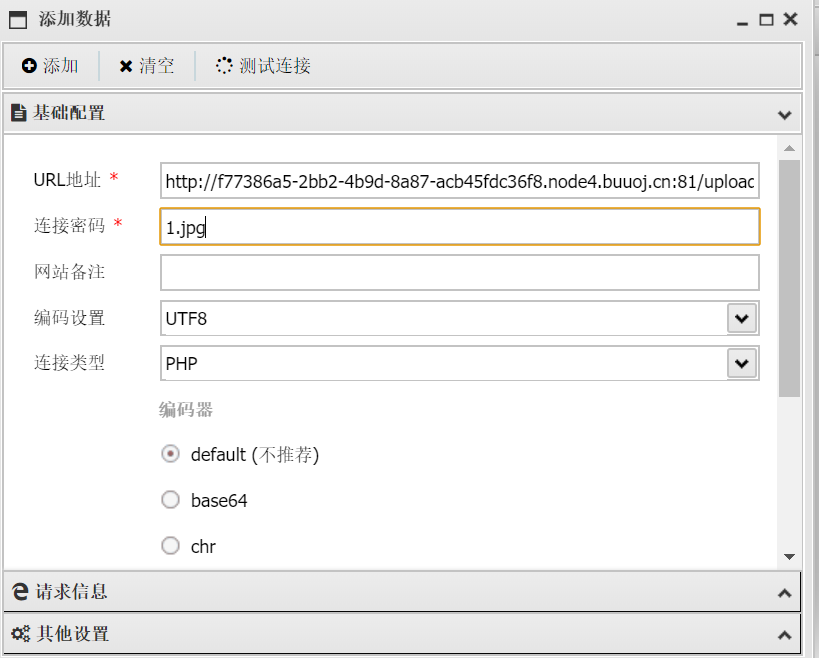 添加数据
添加 清空 测试连接
基础配置
URL地址 * http://f77386a5-2bb2-4b9d-8a87-acb45fdc36f8.node4.buuoj.cn:81/upload
连接密码 * 1.jpg
网站备注
编码设置 UTF8
连接类型 PHP
编码器
default (不推荐)
base64
chr
请求信息
其他设置